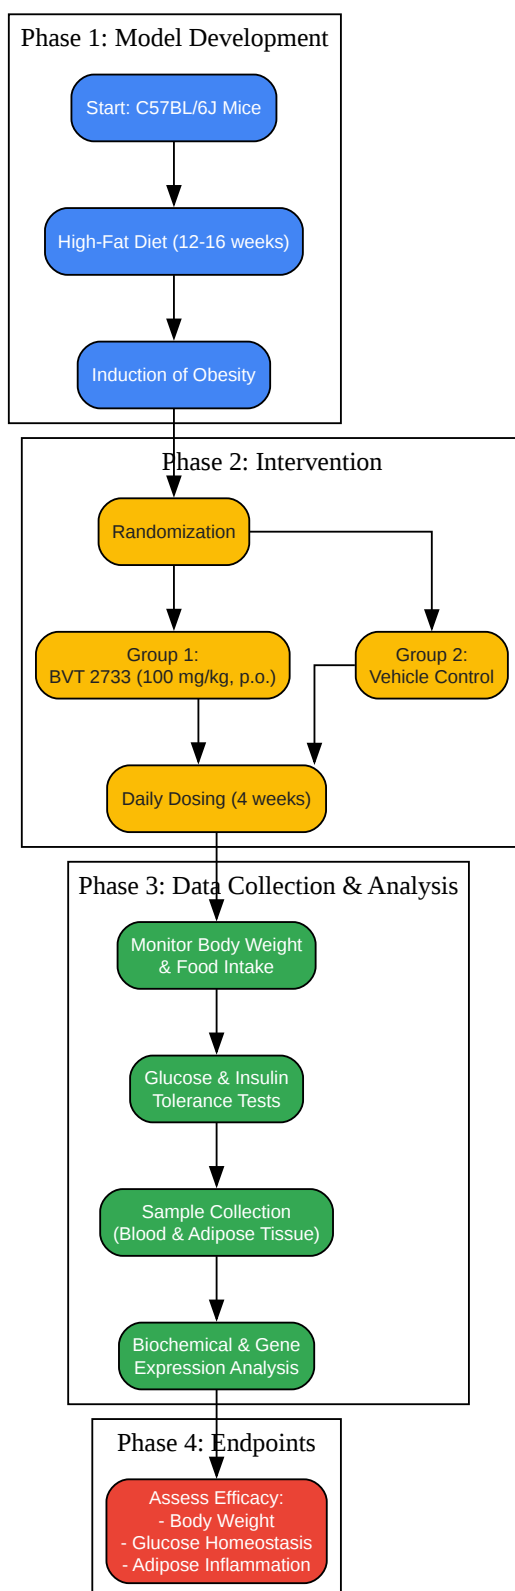 Phase 1: Model Development
Start: C57BL/6J Mice
High-Fat Diet (12-16 weeks)
Induction of Obesity
Phase 2: Intervention
Randomization
Group 1:
BVT 2733 (100 mg/kg, p.o.)
Group 2:
Vehicle Control
Daily Dosing (4 weeks)
Phase 3: Data Collection & Analysis
Monitor Body Weight
& Food Intake
Glucose & Insulin
Tolerance Tests
Sample Collection
(Blood & Adipose Tissue)
Biochemical & Gene
Expression Analysis
Phase 4: Endpoints
Assess Efficacy:
- Body Weight
- Glucose Homeostasis
- Adipose Inflammation